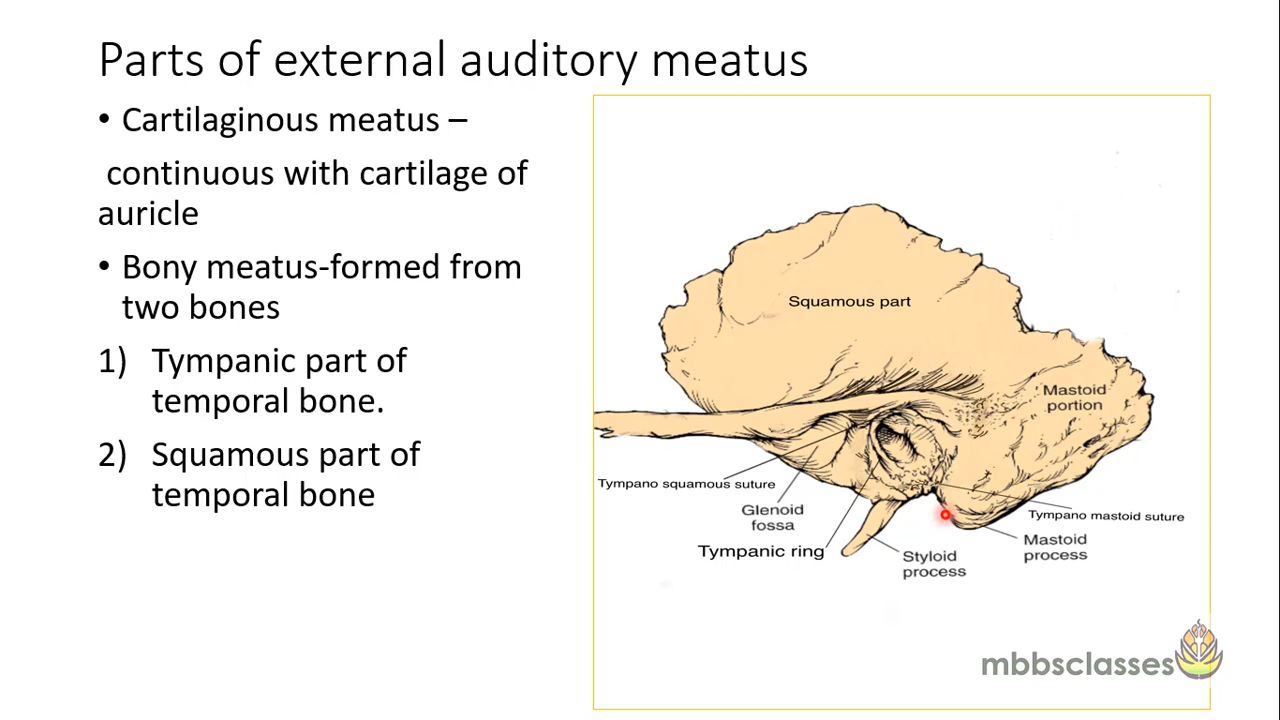 Parts of external auditory meatus
• Cartilaginous meatus –
continuous with cartilage of
auricle
• Bony meatus-formed from
two bones
1) Tympanic part of
temporal bone.
2) Squamous part of
temporal bone
Squamous part
Mastoid
portion
Tympano squamous suture
Glenoid
fossa
Tympanic ring
Styloid
process
Tympano mastoid suture
Mastoid
process
mbbsclasses